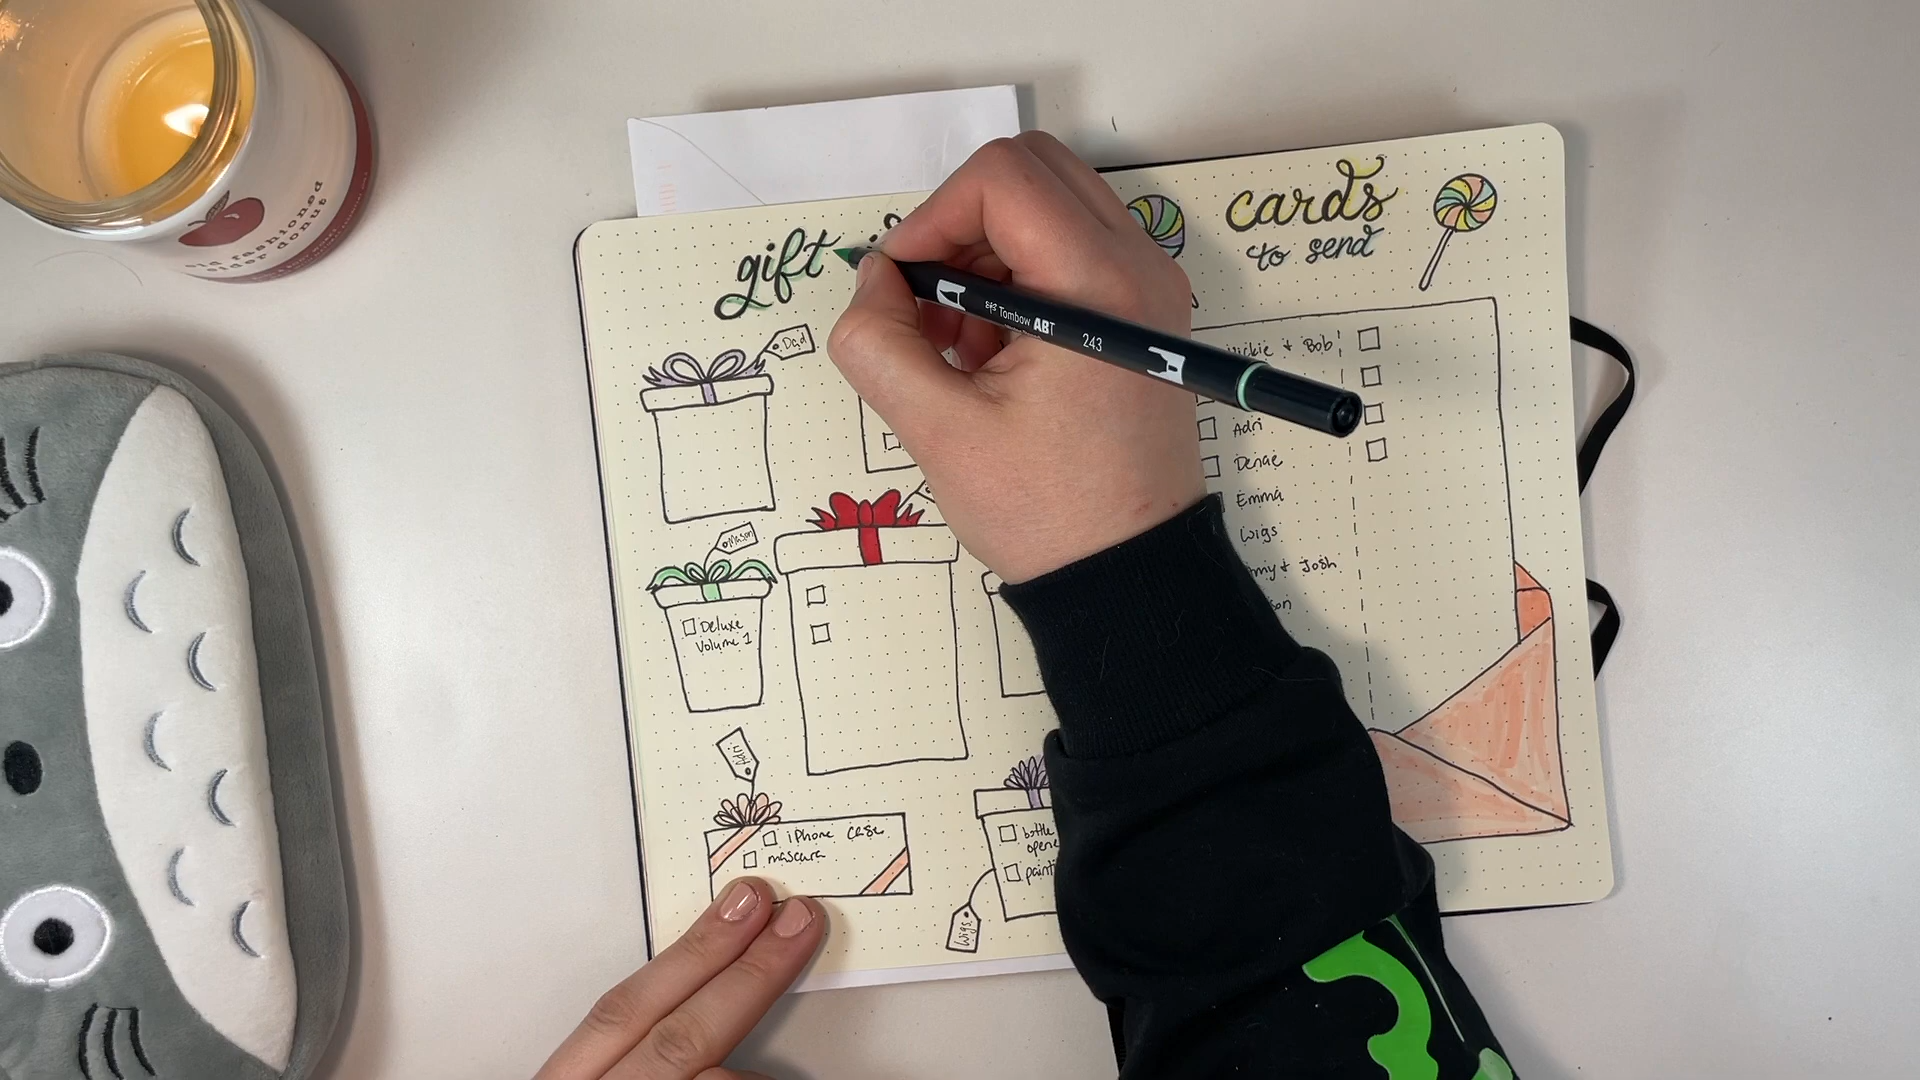 old fashioned
cider donut
gift
cards
to send
Tombow ABT
243
Dad
Mason
Deluxe
Volume 1
Adri
iPhone case
mascara
bottle
paint
Wigs
& Bob
Adri
Denae
Emma
Wigs
& Josh